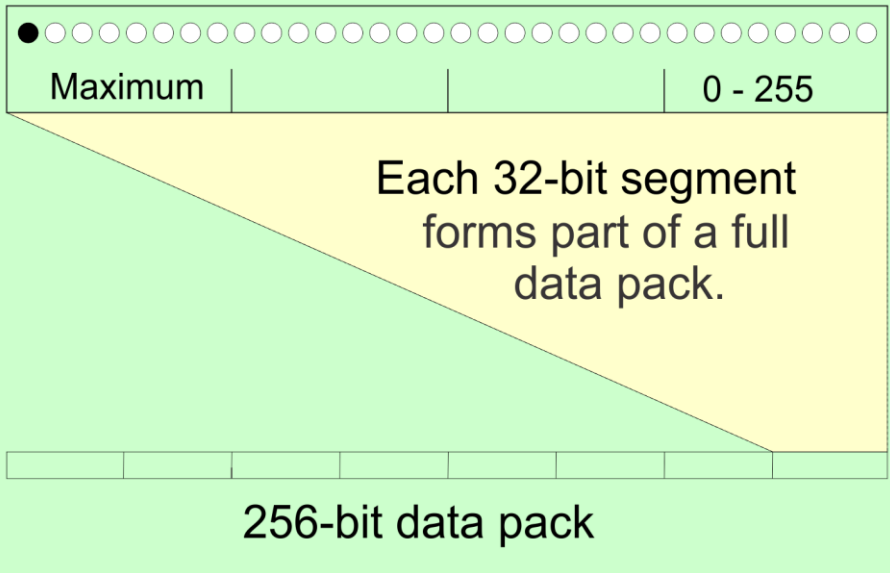 Maximum 0 - 255
Each 32-bit segment
forms part of a full
data pack.
256-bit data pack